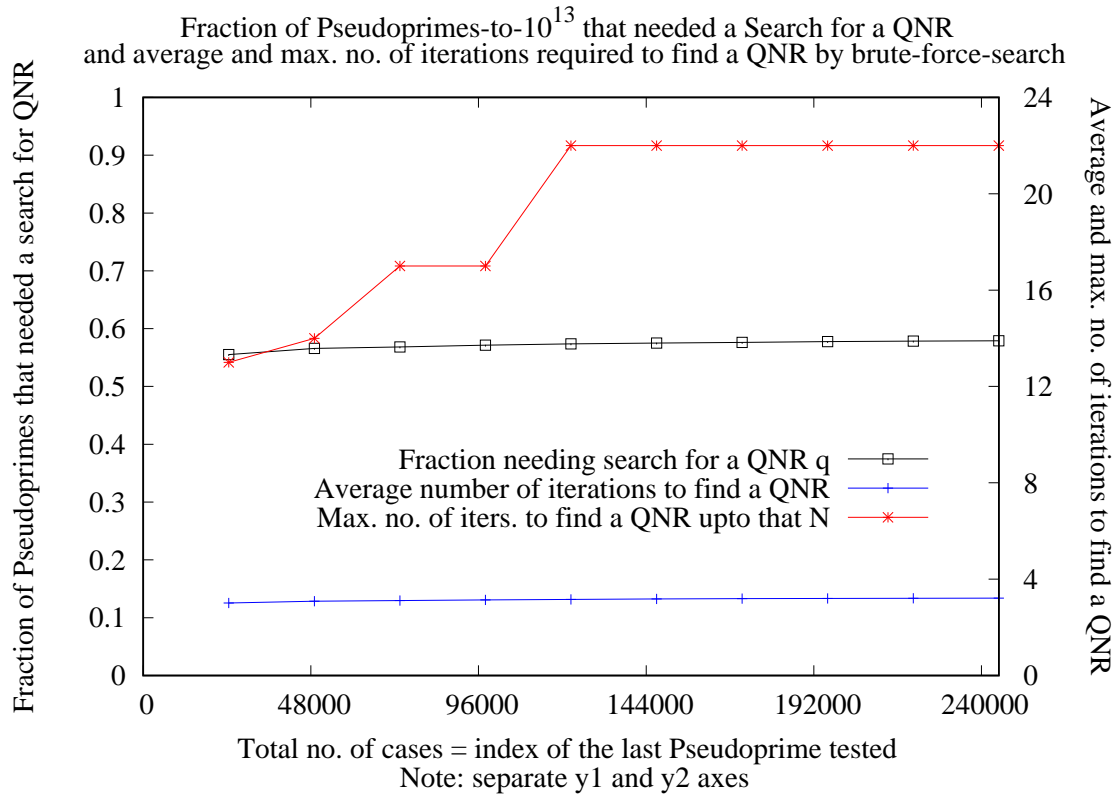 Fraction of Pseudoprimes-to-10^13 that needed a Search for a QNR
and average and max. no. of iterations required to find a QNR by brute-force-search
Fraction of Pseudoprimes that needed a search for QNR
1
0.9
0.8
0.7
0.6
0.5
0.4
0.3
0.2
0.1
0
24
20
16
12
8
4
0
Average and max. no. of iterations to find a QNR
Fraction needing search for a QNR q
Average number of iterations to find a QNR
Max. no. of iters. to find a QNR upto that N
0 48000 96000 144000 192000 240000
Total no. of cases = index of the last Pseudoprime tested
Note: separate y1 and y2 axes